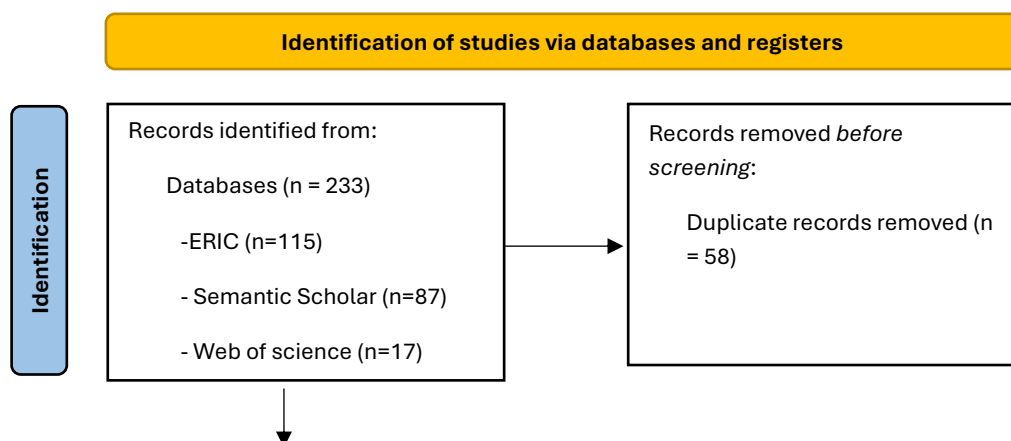 Identification of studies via databases and registers
Identification
Records identified from:
Databases (n = 233)
-ERIC (n=115)
- Semantic Scholar (n=87)
- Web of science (n=17)
Records removed before
screening:
Duplicate records removed (n
= 58)